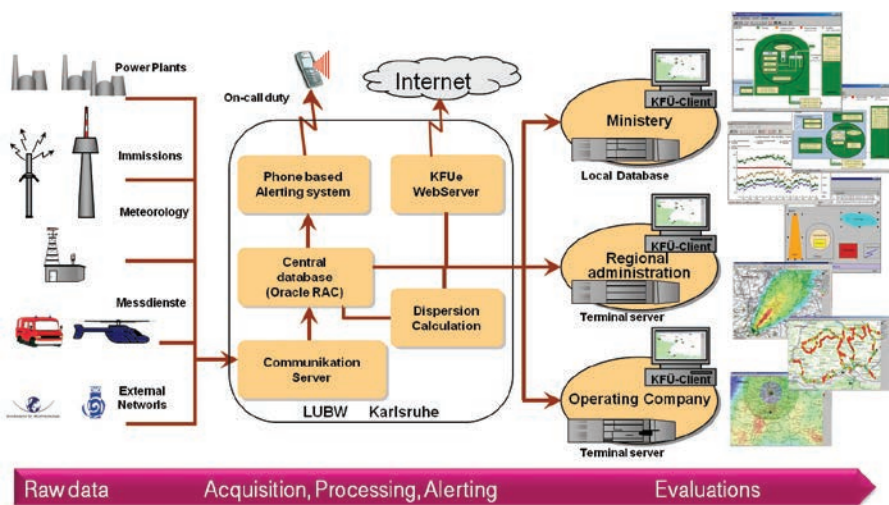 Power Plants
Immissions
Meteorology
Messdienste
External
Networks
On-call duty
Internet
Phone based
Alerting system
KFUe
WebServer
Central
database
(Oracle RAC)
Dispersion
Calculation
Communikation
Server
LUBW Karlsruhe
KFÜ-Client
Ministery
Local Database
KFÜ-Client
Regional
administration
Terminal server
KFÜ-Client
Operating Company
Terminal server
Raw data
Acquisition, Processing, Alerting
Evaluations